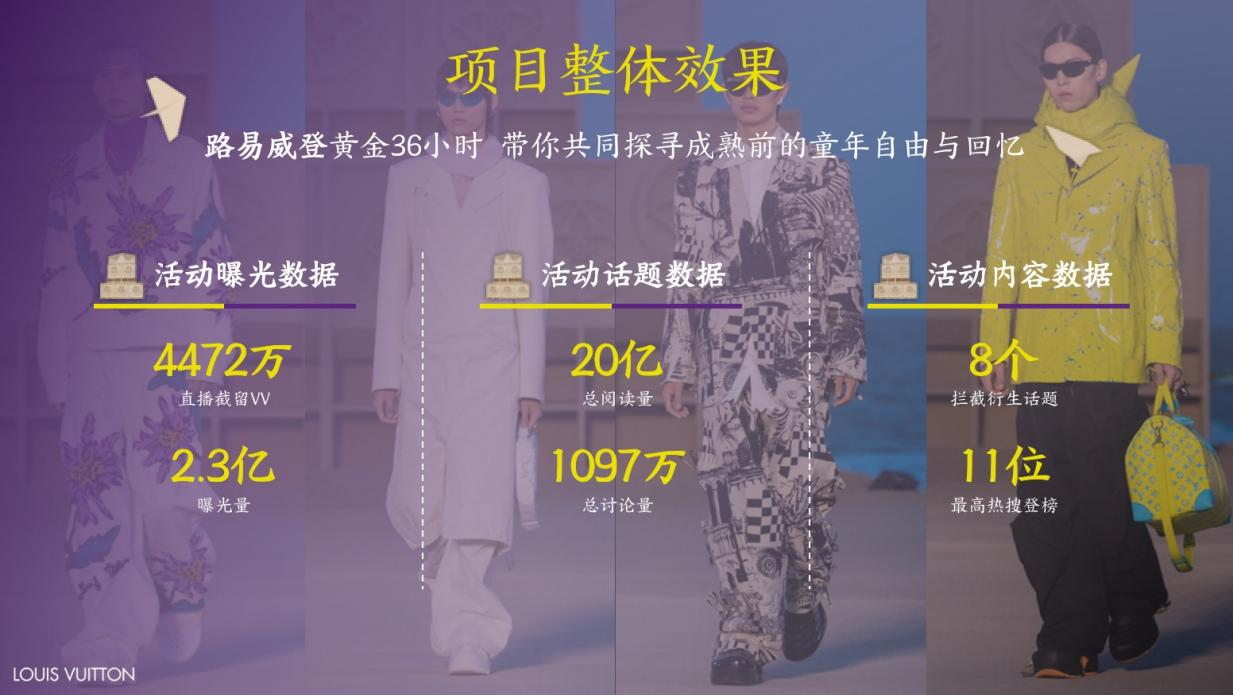 项目整体效果
路易威登黄金36小时 带你共同探寻成熟前的童年自由与回忆
活动曝光数据
4472万
直播截留VV
2.3亿
曝光量
活动话题数据
20亿
总阅读量
1097万
总讨论量
活动内容数据
8个
拦截衍生话题
11位
最高热搜登榜
LOUIS VUITTON